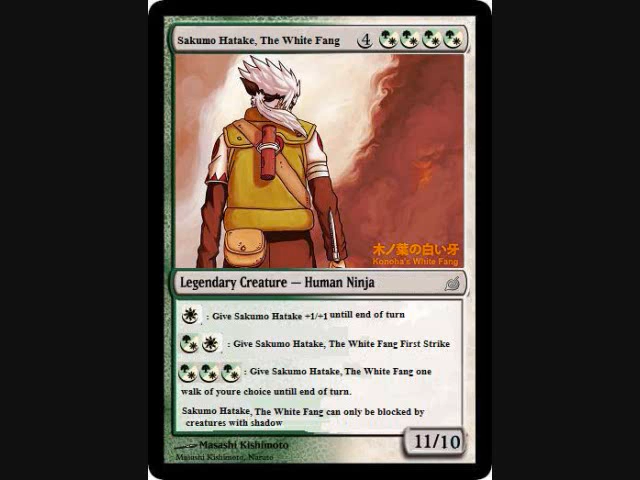 Sakumo Hatake, The White Fang 4
木ノ葉の白い牙
Konoha's White Fang
Legendary Creature — Human Ninja
: Give Sakumo Hatake +1/+1 untill end of turn
: Give Sakumo Hatake, The White Fang First Strike
: Give Sakumo Hatake, The White Fang one
walk of youre choice untill end of turn.
Sakumo Hatake, The White Fang can only be blocked by
creatures with shadow
Masashi Kishimoto
Masashi Kishimoto, Naruto
11/10